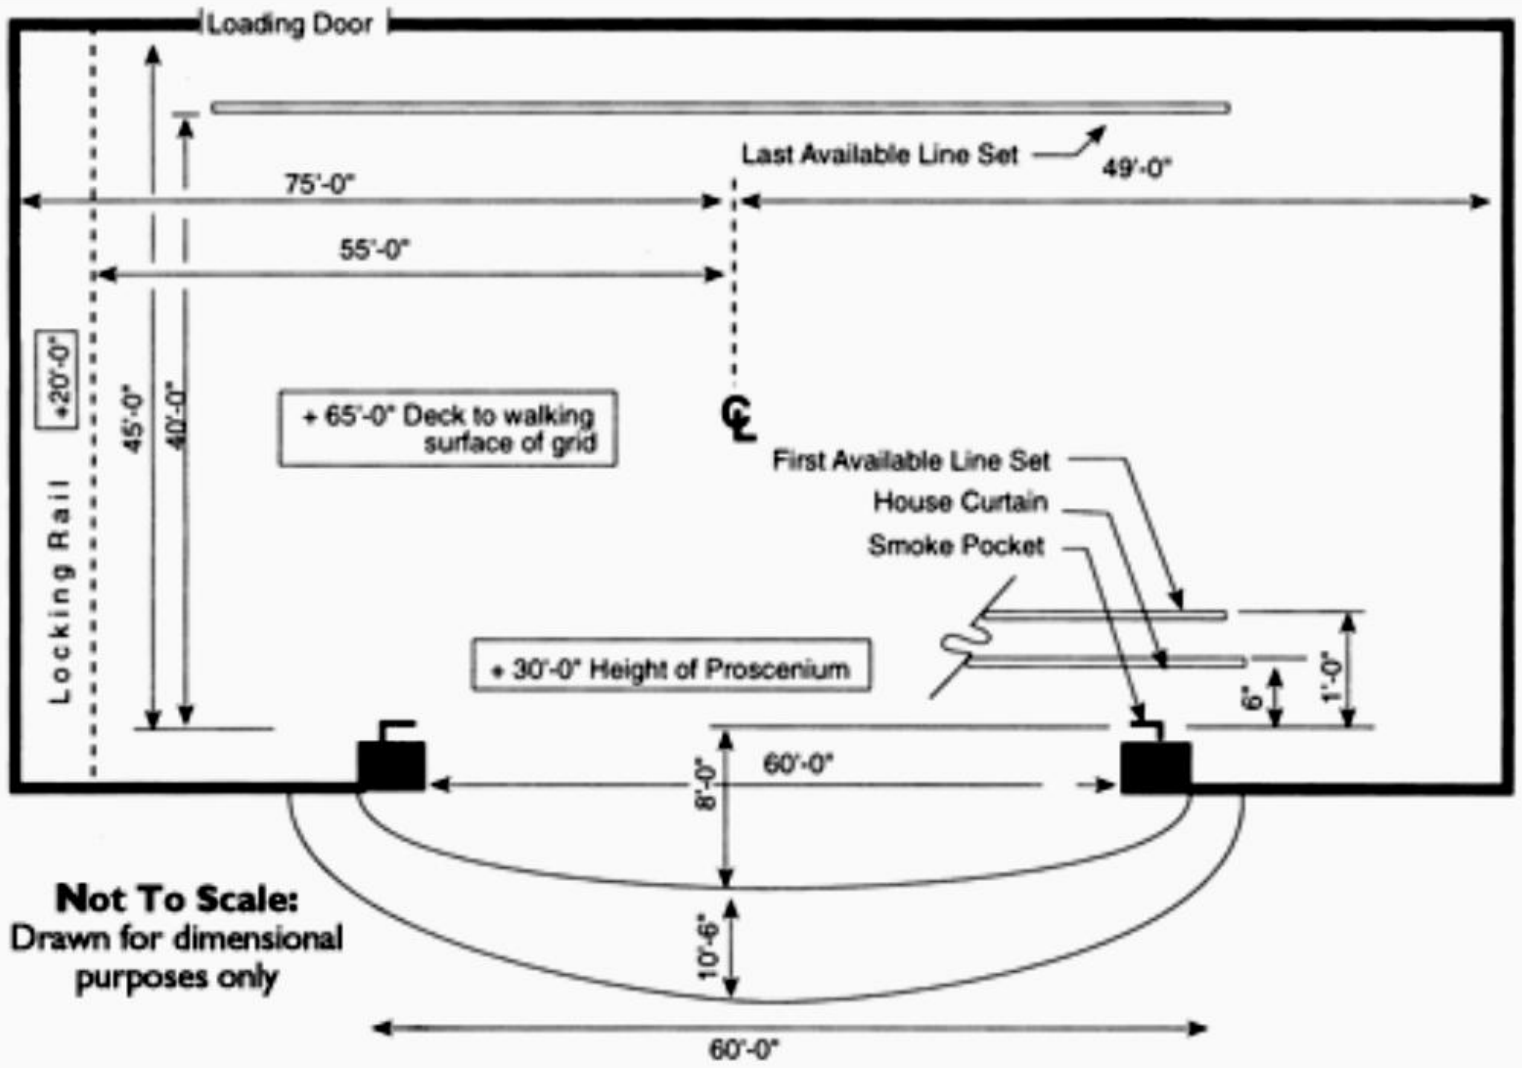 Loading Door
Last Available Line Set
49'-0"
75'-0"
55'-0"
+20'-0"
45'-0"
40'-0"
+ 65'-0" Deck to walking
surface of grid
CL
First Available Line Set
House Curtain
Smoke Pocket
Locking Rail
+ 30'-0" Height of Proscenium
6"
1'-0"
60'-0"
8'-0"
Not To Scale:
Drawn for dimensional
purposes only
10'-6"
60'-0"